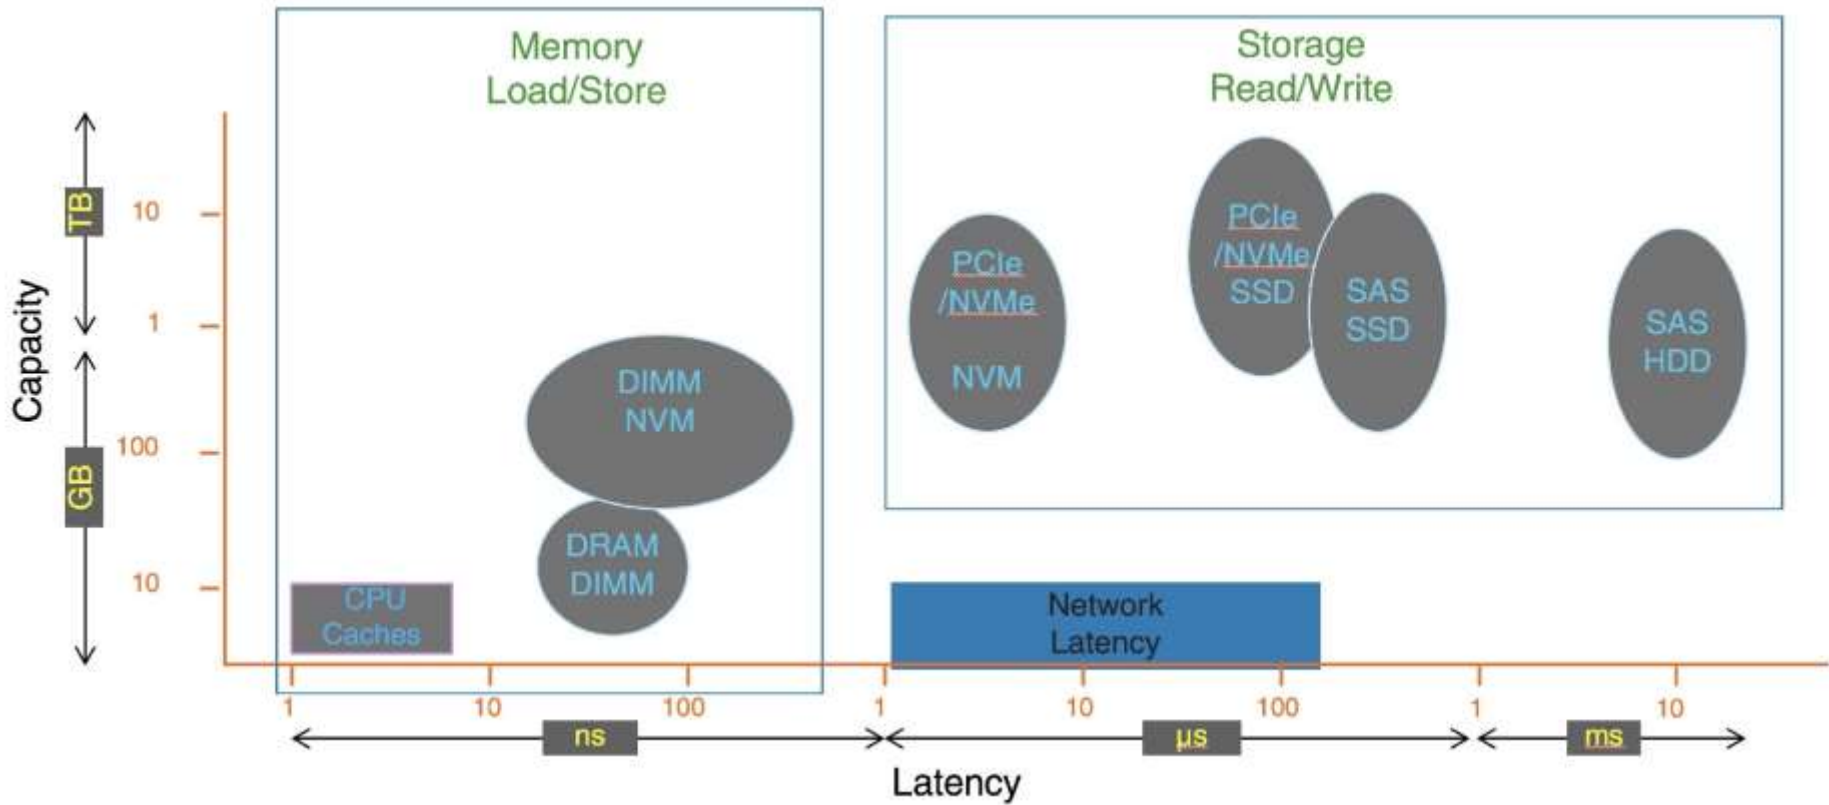 Memory
Load/Store
Storage
Read/Write
Capacity
TB
GB
10
1
100
10
PCIe
/NVMe
NVM
PCIe
/NVMe
SSD
SAS
SSD
SAS
HDD
DIMM
NVM
DRAM
DIMM
CPU
Caches
Network
Latency
1
10
100
1
10
100
1
10
ns
µs
ms
Latency